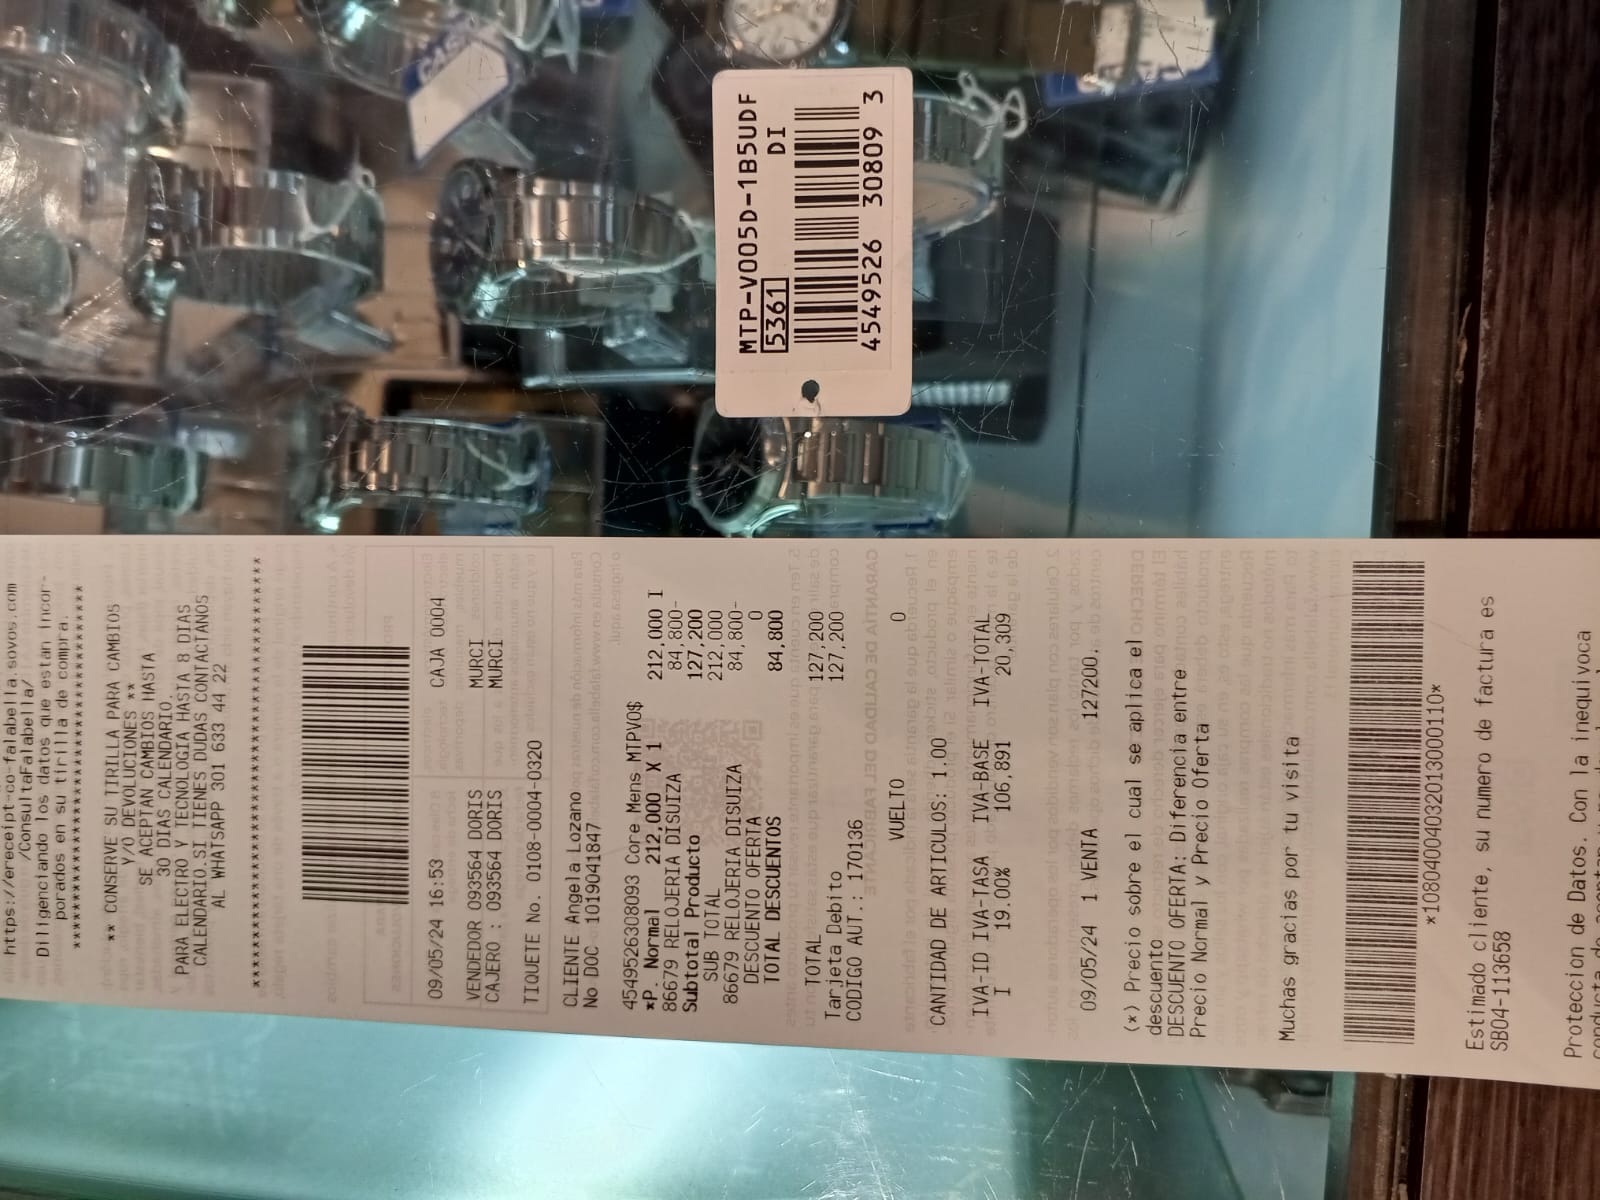 https://ereceipt-co-falabella.sovos.com
/ConsultaFalabella/
Diligenciando los datos que estan incor-
porados en su tirilla de compra.
****************************************
** CONSERVE SU TIRILLA PARA CAMBIOS
Y/O DEVOLUCIONES **
SE ACEPTAN CAMBIOS HASTA
30 DIAS CALENDARIO.
PARA ELECTRO Y TECNOLOGIA HASTA 8 DIAS
CALENDARIO.SI TIENES DUDAS CONTACTANOS
AL WHATSAPP 301 633 44 22
****************************************
09/05/24 16:53 CAJA 0004
VENDEDOR 093564 DORIS MURCI
CAJERO : 093564 DORIS MURCI
TIQUETE No. 0108-0004-0320
CLIENTE Angela Lozano
No DOC 1019041847
4549526308093 Core Mens MTPV0$
*P. Normal 212,000 X 1 212,000 I
86679 RELOJERIA DISUIZA 84,800-
Subtotal Producto 127,200
SUB TOTAL 212,000
86679 RELOJERIA DISUIZA 84,800-
DESCUENTO OFERTA 0
TOTAL DESCUENTOS 84,800
TOTAL 127,200
Tarjeta Debito 127,200
CODIGO AUT.: 170136
VUELTO 0
CANTIDAD DE ARTICULOS: 1.00
IVA-ID IVA-TASA IVA-BASE IVA-TOTAL
I 19.00% 106,891 20,309
09/05/24 1 VENTA 127200.
(*) Precio sobre el cual se aplica el
descuento
DESCUENTO OFERTA: Diferencia entre
Precio Normal y Precio Oferta
Muchas gracias por tu visita
*108040040320130000110*
Estimado cliente, su numero de factura es
SB04-113658
Proteccion de Datos. Con la inequivoca
MTP-V005D-1B5UDF
5361 DI
4549526 30809 3
CASIO